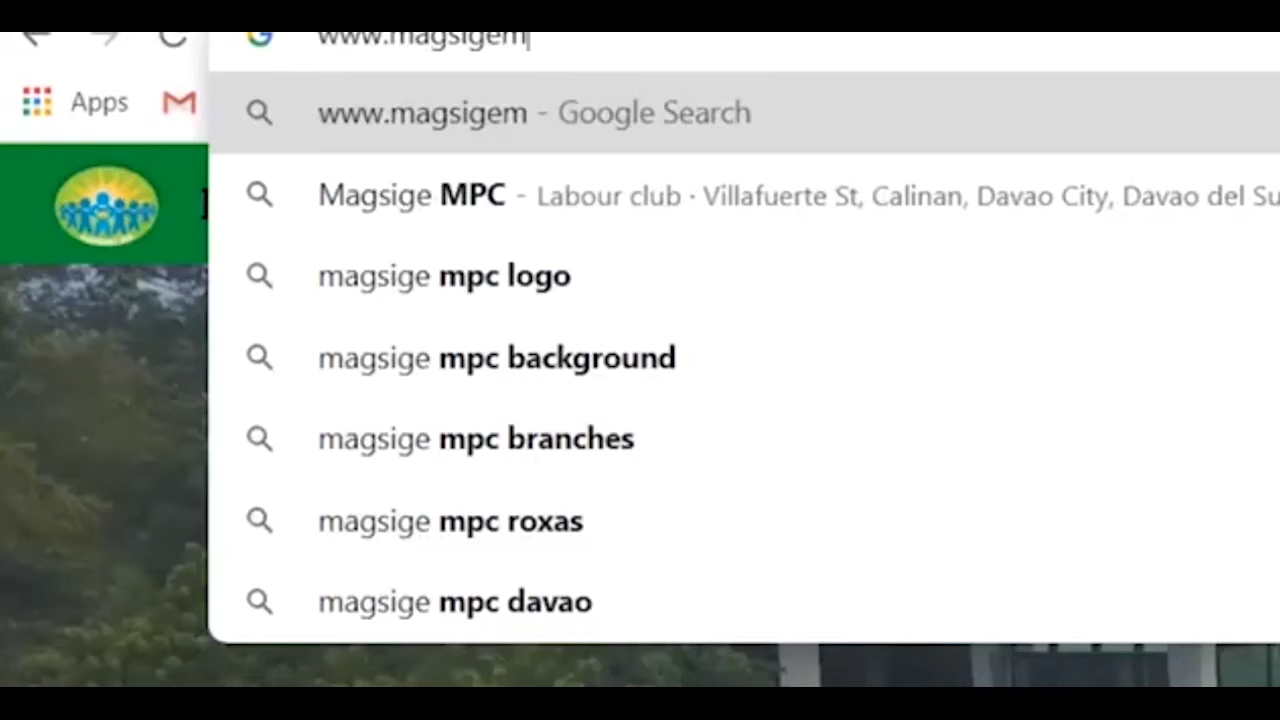 www.magsigem
Apps
www.magsigem - Google Search
Magsige MPC - Labour club · Villafuerte St, Calinan, Davao City, Davao del Su
magsige mpc logo
magsige mpc background
magsige mpc branches
magsige mpc roxas
magsige mpc davao